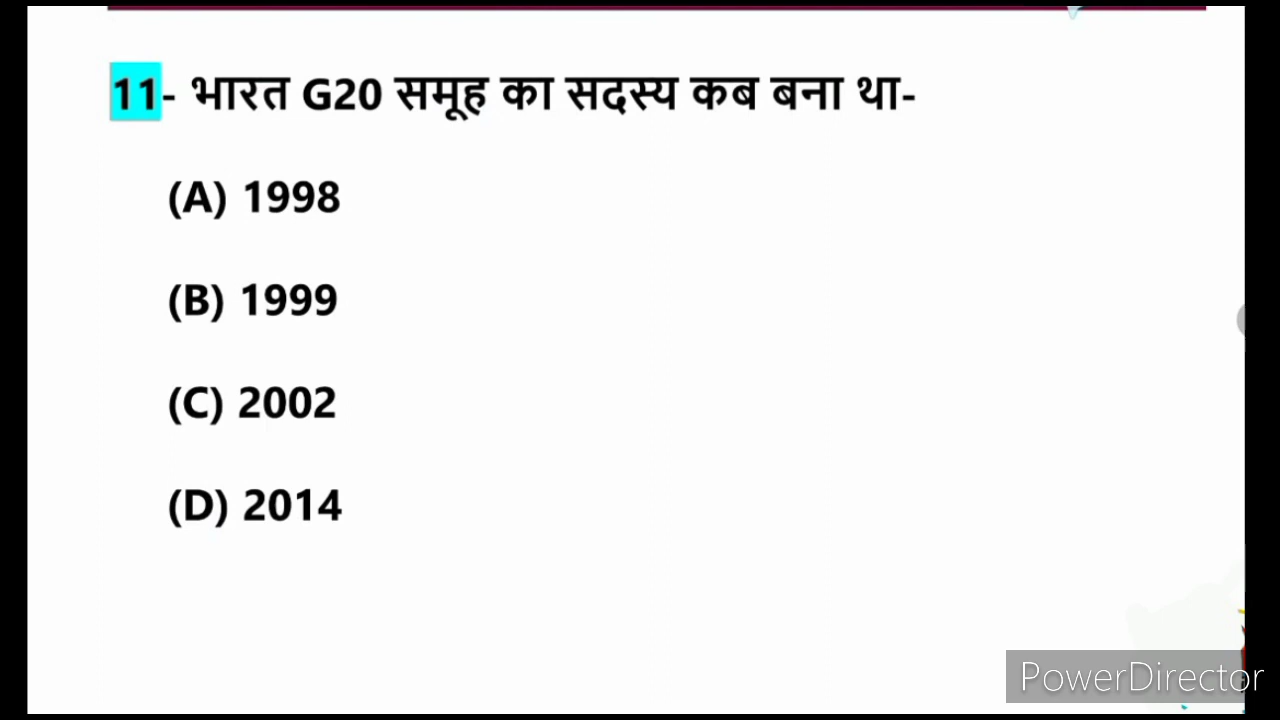 11- भारत G20 समूह का सदस्य कब बना था-
(A) 1998
(B) 1999
(C) 2002
(D) 2014
PowerDirector